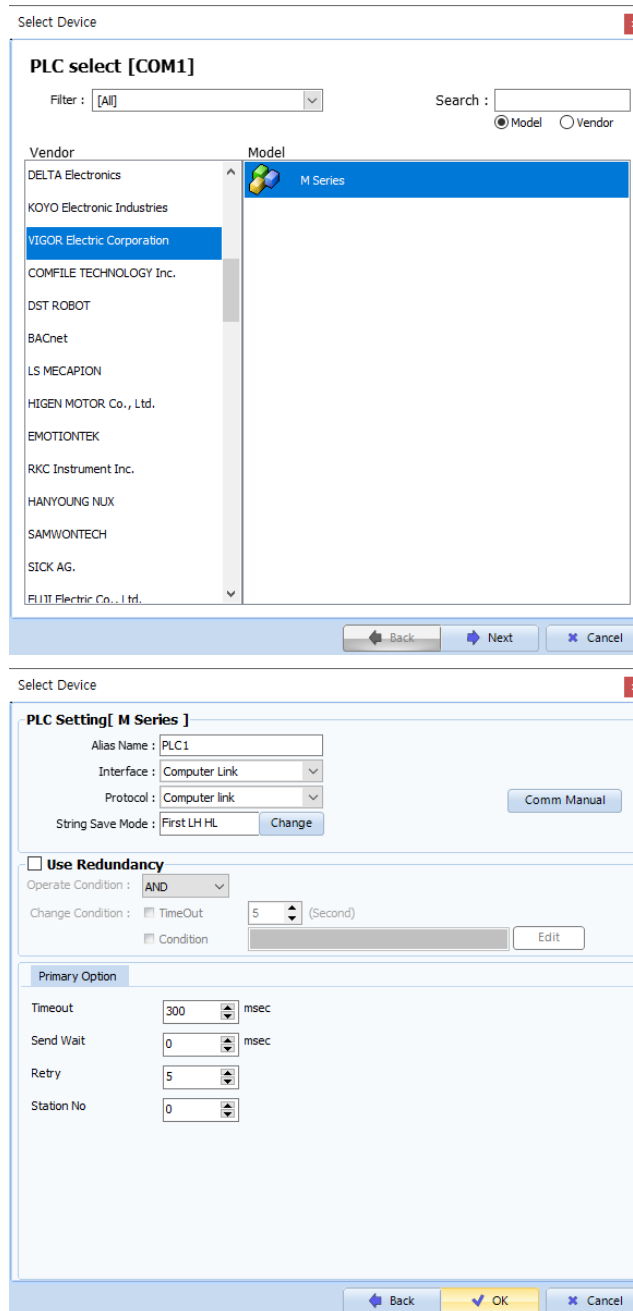 Select Device
PLC select [COM1]
Filter : [All] Search :
Model Vendor
Vendor Model
DELTA Electronics
M Series
KOYO Electronic Industries
VIGOR Electric Corporation
COMFILE TECHNOLOGY Inc.
DST ROBOT
BACnet
LS MECAPION
HIGEN MOTOR Co., Ltd.
EMOTIONTEK
RKC Instrument Inc.
HANYOUNG NUX
SAMWONTECH
SICK AG.
FUJI Electric Co., Ltd.
Back Next Cancel
Select Device
PLC Setting[ M Series ]
Alias Name : PLC1
Interface : Computer Link
Protocol : Computer link Comm Manual
String Save Mode : First LH HL Change
Use Redundancy
Operate Condition : AND
Change Condition : TimeOut 5 (Second)
Condition Edit
Primary Option
Timeout 300 msec
Send Wait 0 msec
Retry 5
Station No 0
Back OK Cancel